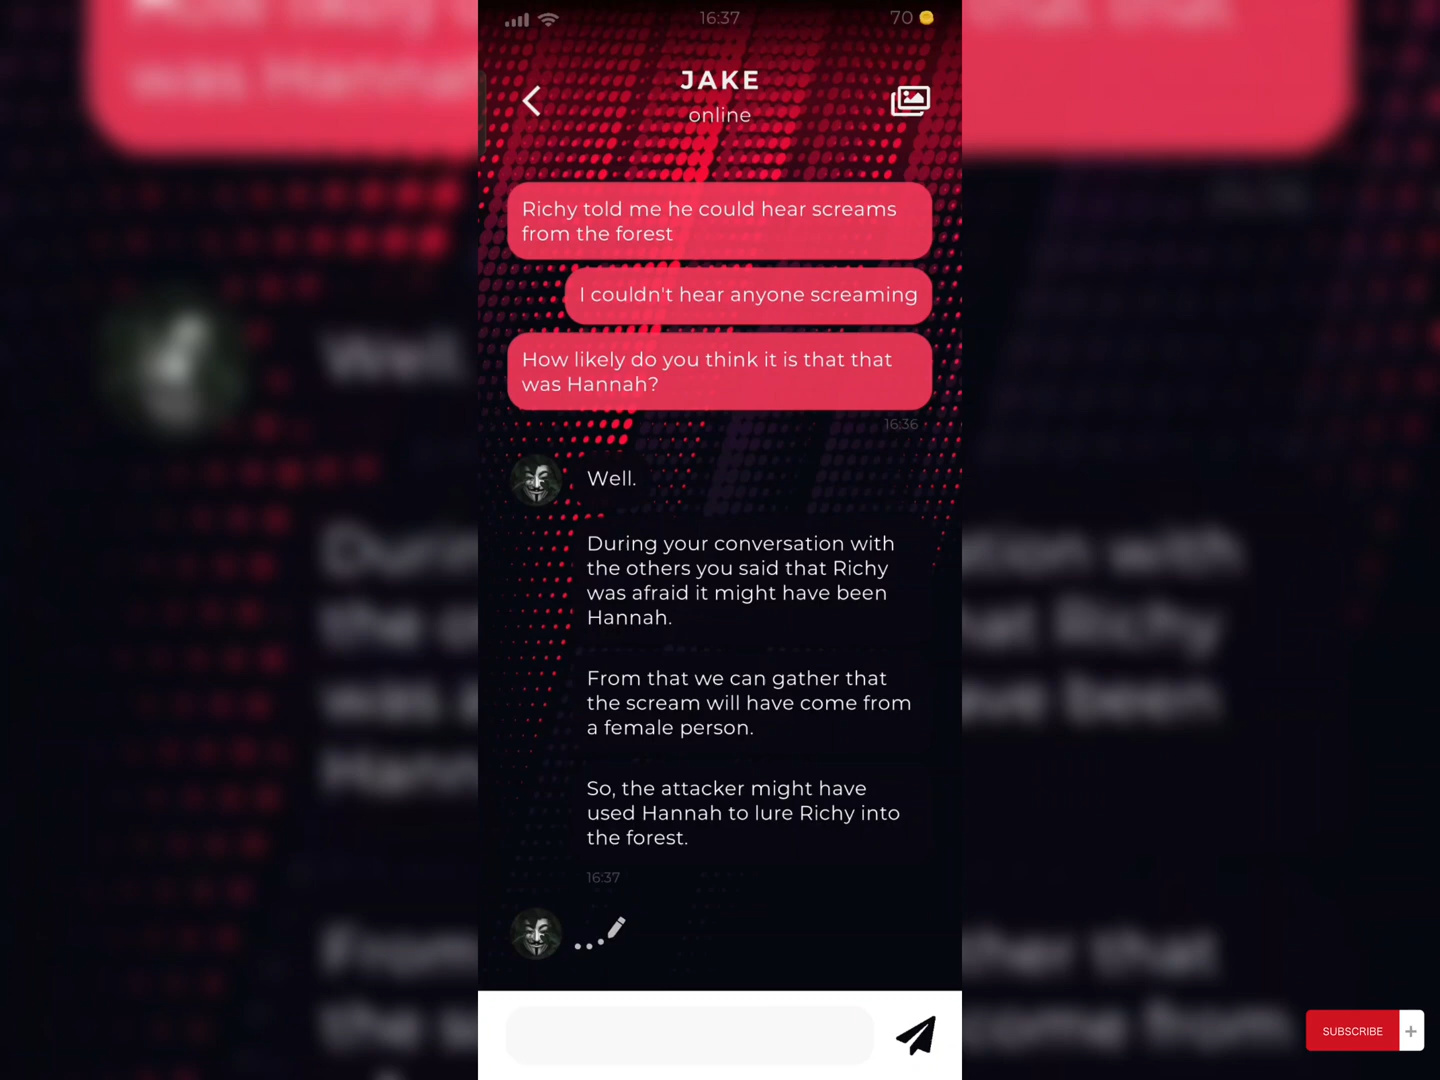 16:37
70
JAKE
online
Richy told me he could hear screams
from the forest
I couldn't hear anyone screaming
How likely do you think it is that that
was Hannah?
16:36
Well.
During your conversation with
the others you said that Richy
was afraid it might have been
Hannah.
From that we can gather that
the scream will have come from
a female person.
So, the attacker might have
used Hannah to lure Richy into
the forest.
16:37
SUBSCRIBE +